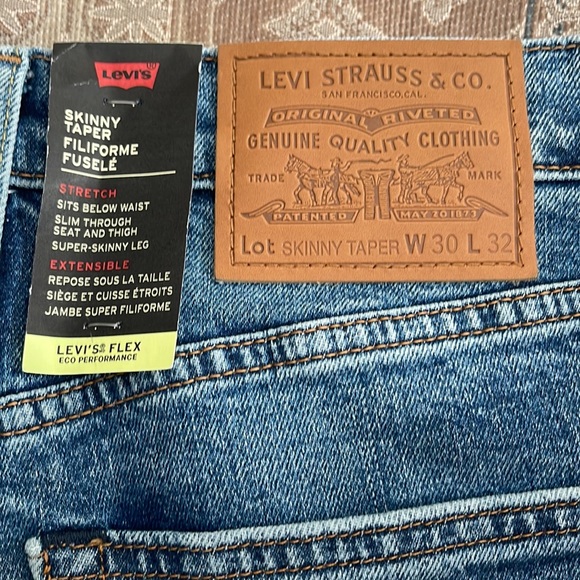 LEVI'S
SKINNY
TAPER
FILIFORME
FUSELÉ
STRETCH
SITS BELOW WAIST
SLIM THROUGH
SEAT AND THIGH
SUPER-SKINNY LEG
EXTENSIBLE
REPOSE SOUS LA TAILLE
SIÈGE ET CUISSE ÉTROITS
JAMBE SUPER FILIFORME
LEVI'S® FLEX
ECO PERFORMANCE
LEVI STRAUSS & CO.
SAN FRANCISCO, CAL.
ORIGINAL RIVETED
GENUINE QUALITY CLOTHING
TRADE MARK
PATENTED MAY 20 1873
Lot SKINNY TAPER W 30 L 32